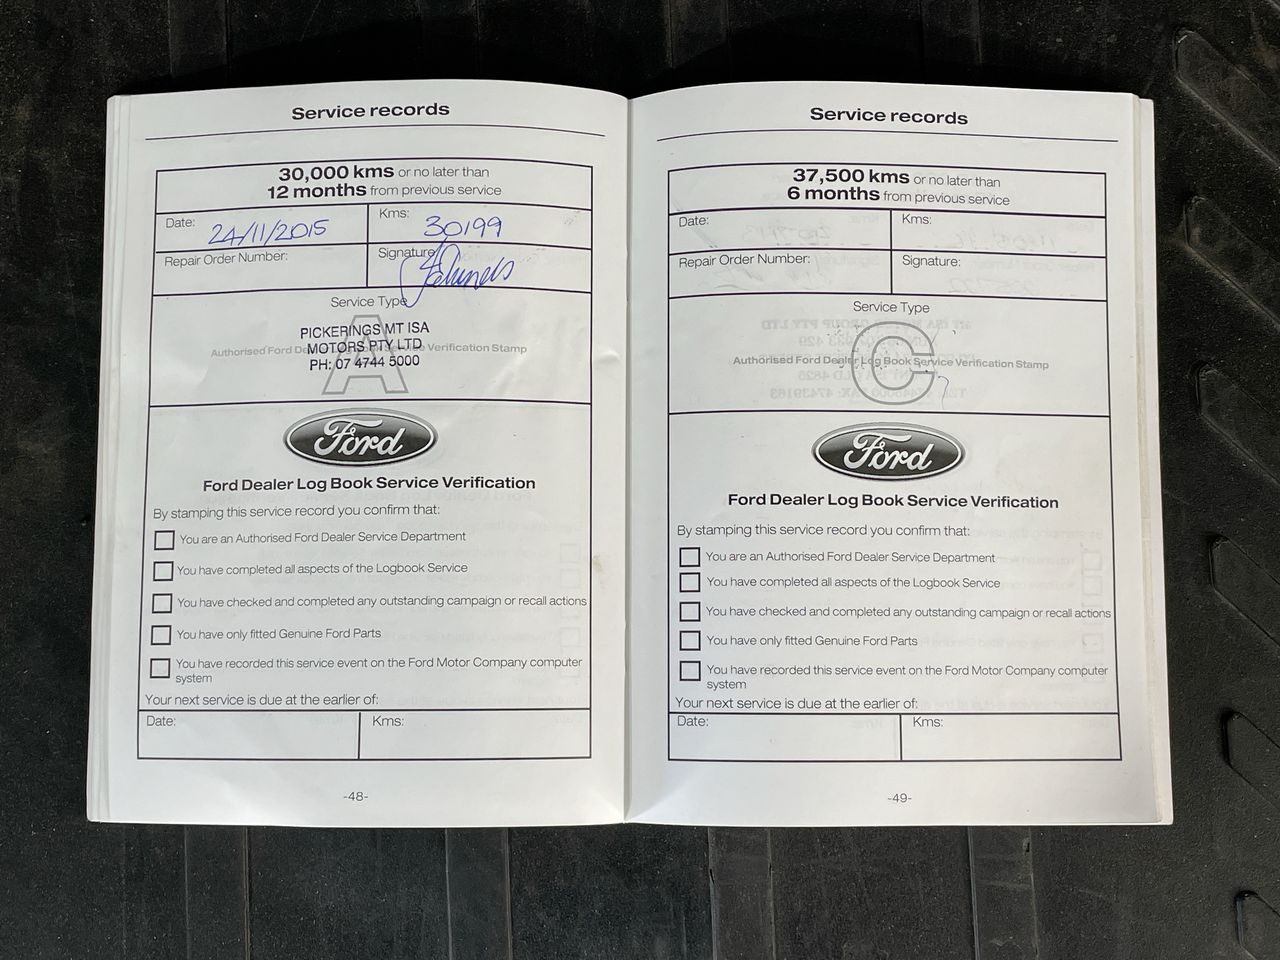 Service records
30,000 kms or no later than
12 months from previous service
Date: 24/11/2015
Kms: 30199
Repair Order Number:
Signature:
Service Type
A
PICKERINGS MT ISA
MOTORS PTY LTD
PH: 07 4744 5000
Authorised Ford Dealer Log Book Service Verification Stamp
Ford
Ford Dealer Log Book Service Verification
By stamping this service record you confirm that:
You are an Authorised Ford Dealer Service Department
You have completed all aspects of the Logbook Service
You have checked and completed any outstanding campaign or recall actions
You have only fitted Genuine Ford Parts
You have recorded this service event on the Ford Motor Company computer
system
Your next service is due at the earlier of:
Date:
Kms:
-48-
Service records
37,500 kms or no later than
6 months from previous service
Date:
Kms:
Repair Order Number:
Signature:
Service Type
C
Authorised Ford Dealer Log Book Service Verification Stamp
Ford
Ford Dealer Log Book Service Verification
By stamping this service record you confirm that:
You are an Authorised Ford Dealer Service Department
You have completed all aspects of the Logbook Service
You have checked and completed any outstanding campaign or recall actions
You have only fitted Genuine Ford Parts
You have recorded this service event on the Ford Motor Company computer
system
Your next service is due at the earlier of:
Date:
Kms:
-49-